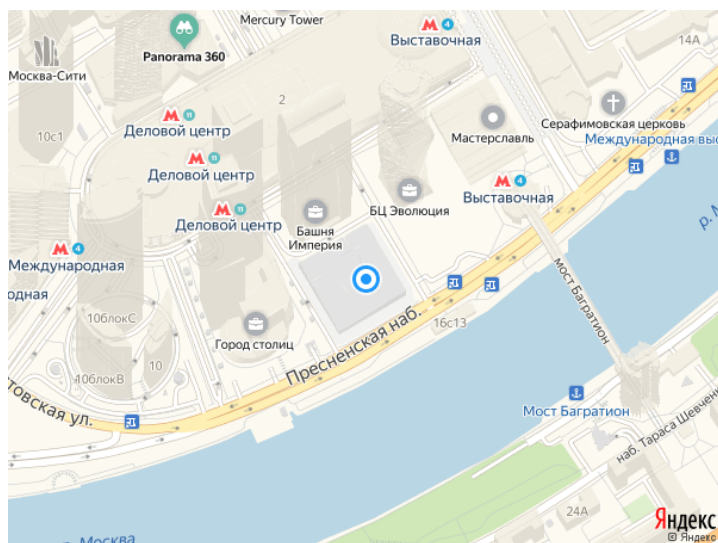 Mercury Tower
14А
Выставочная
Panorama 360
Москва-Сити
2
10с1
Деловой центр
Мастерславль
Серафимовская церковь
Международная выс
Деловой центр
БЦ Эволюция
Выставочная
Деловой центр
Башня
Империя
Международная
р. М
мост Багратион
родная
10блокС
16с13
Город столиц
Пресненская наб.
10блокВ
10
товская ул.
Мост Багратион
наб. Тараса Шевчен
24А
Москва
Яндекс
© Яндекс